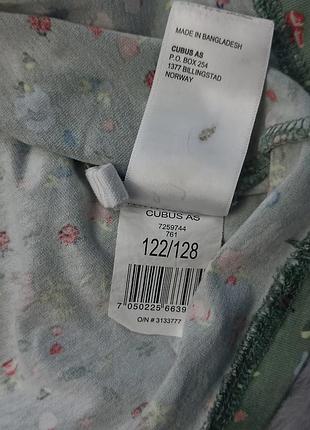 MADE IN BANGLADESH
CUBUS AS
P.O. BOX 254
1377 BILLINGSTAD
NORWAY
CUBUS AS
7259744
761
122/128
7 050225 6639
O/N # 3133777